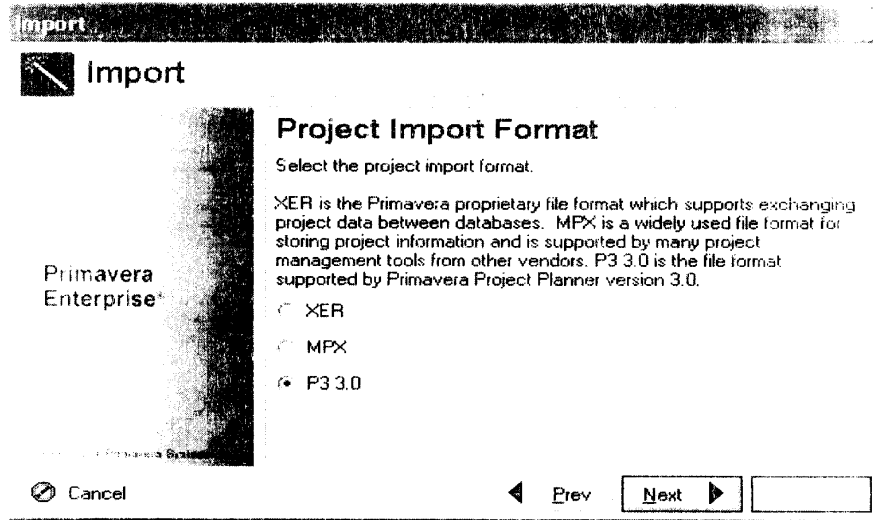 Import
Import
Project Import Format
Select the project import format.
XER is the Primavera proprietary file format which supports exchanging
project data between databases. MPX is a widely used file format for
storing project information and is supported by many project
management tools from other vendors. P3 3.0 is the file format
supported by Primavera Project Planner version 3.0.
Primavera
Enterprise
XER
MPX
P3 3.0
Cancel
Prev
Next